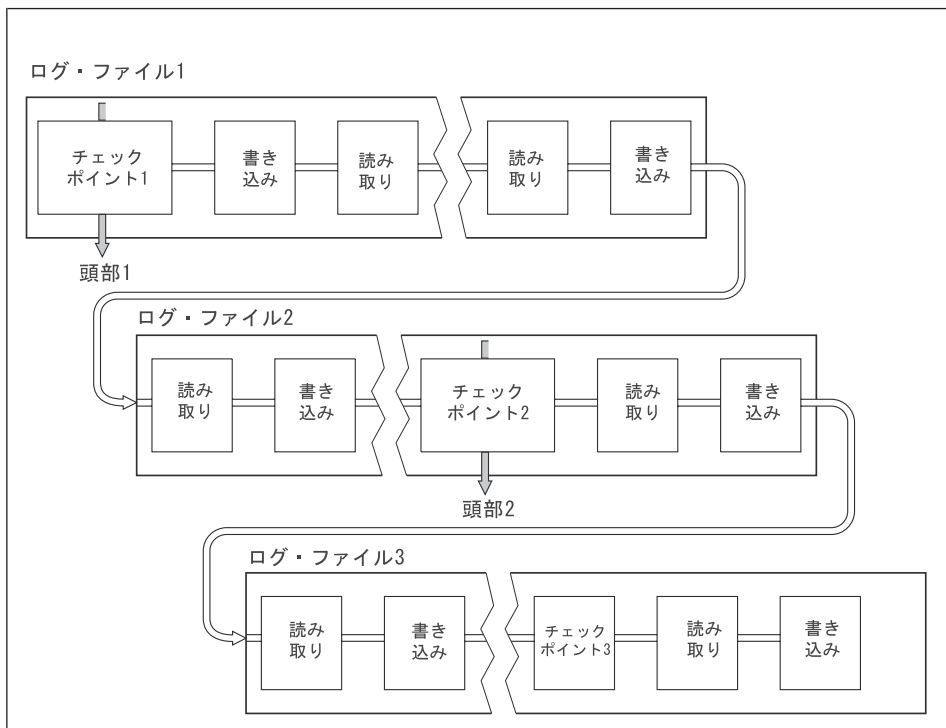 ログ・ファイル1
チェック
ポイント1
書き
込み
読み
取り
読み
取り
書き
込み
頭部1
ログ・ファイル2
読み
取り
書き
込み
チェック
ポイント2
読み
取り
書き
込み
頭部2
ログ・ファイル3
読み
取り
書き
込み
チェック
ポイント3
読み
取り
書き
込み